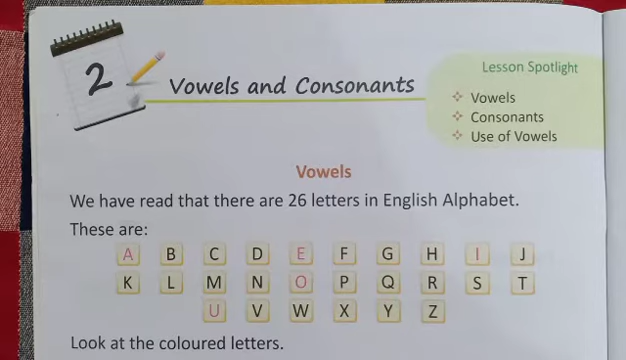 2
Vowels and Consonants
Lesson Spotlight
❖ Vowels
❖ Consonants
❖ Use of Vowels
Vowels
We have read that there are 26 letters in English Alphabet.
These are:
A B C D E F G H I J
K L M N O P Q R S T
U V W X Y Z
Look at the coloured letters.